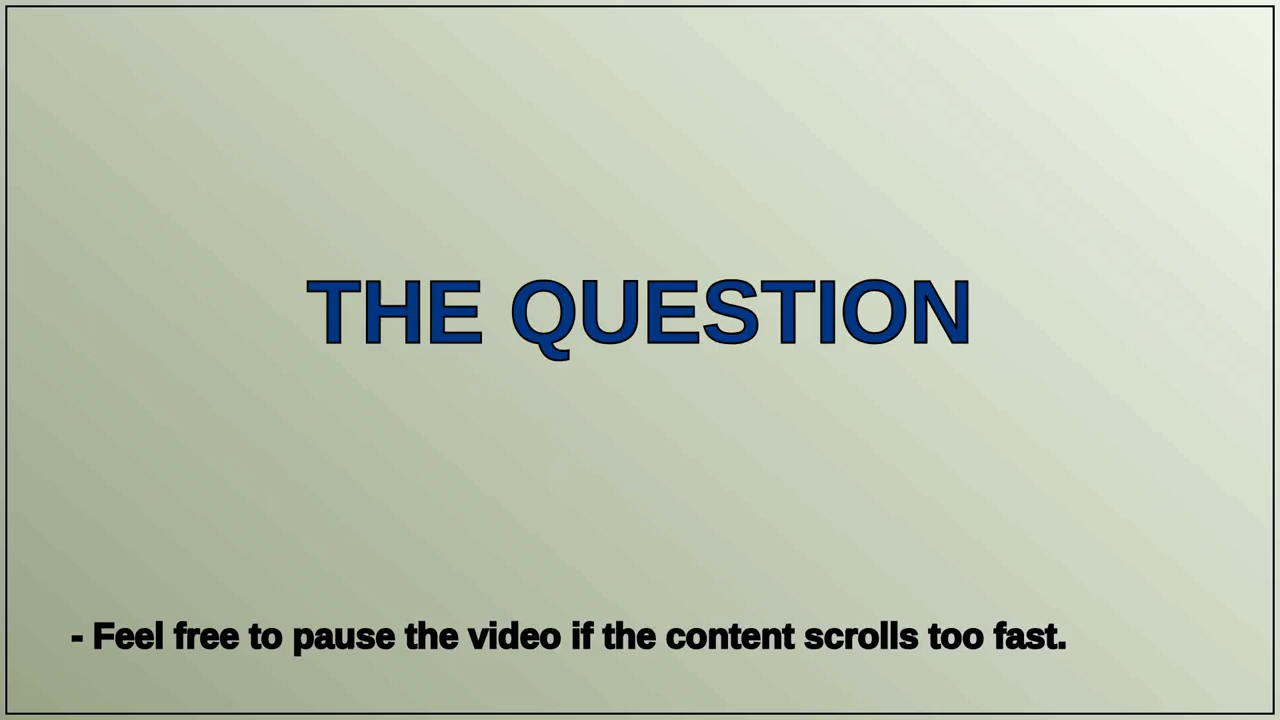 THE QUESTION
- Feel free to pause the video if the content scrolls too fast.